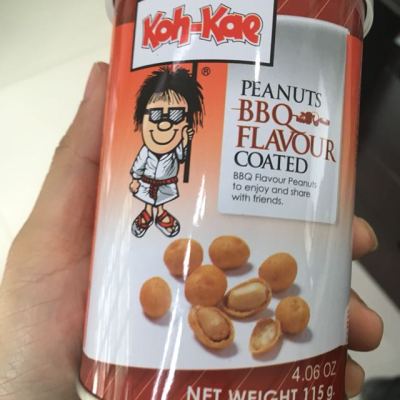 Koh-Kae
®
PEANUTS
BBQ
FLAVOUR
COATED
BBQ Flavour Peanuts
to enjoy and share
with friends.
4.06 OZ
NET WEIGHT 115 g.